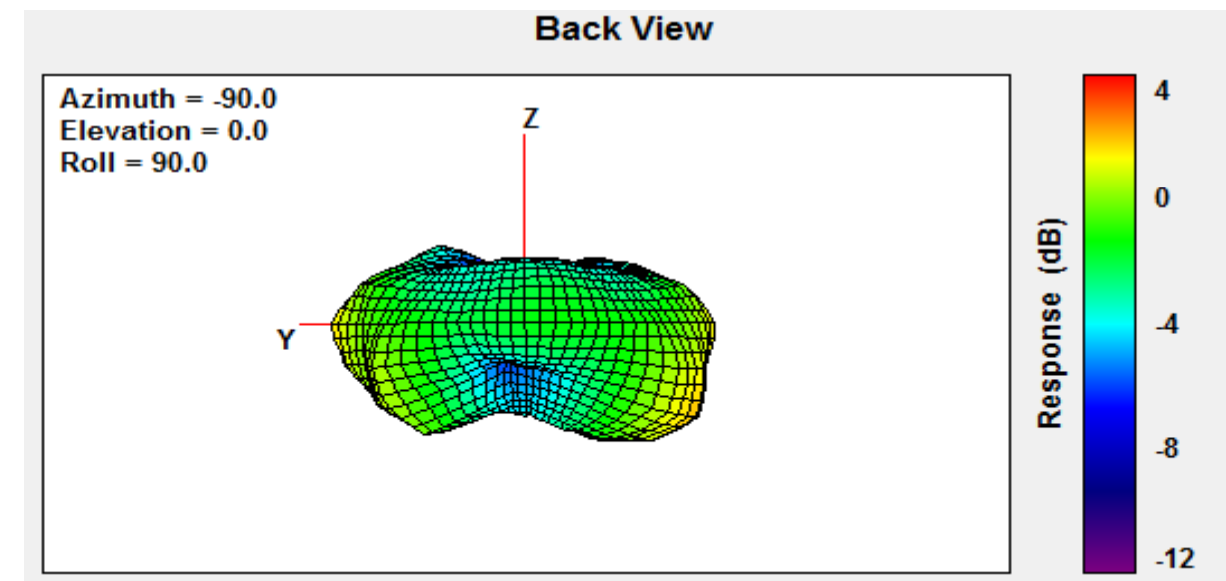 Back View
Azimuth = -90.0
Elevation = 0.0
Roll = 90.0
Z
Y
Response (dB)
4
0
-4
-8
-12